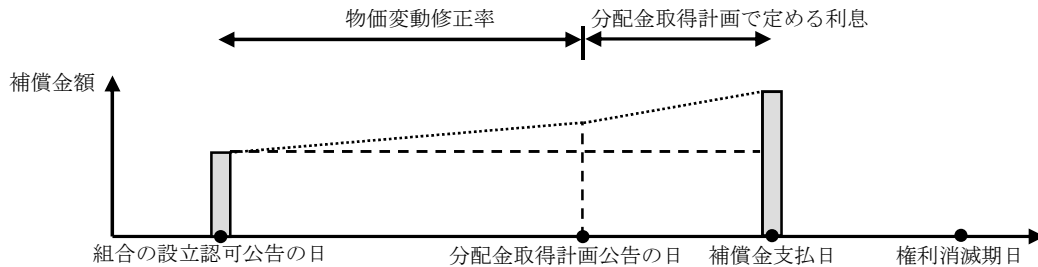 物価変動修正率
分配金取得計画で定める利息
補償金額
組合の設立認可公告の日
分配金取得計画公告の日
補償金支払日
権利消滅期日